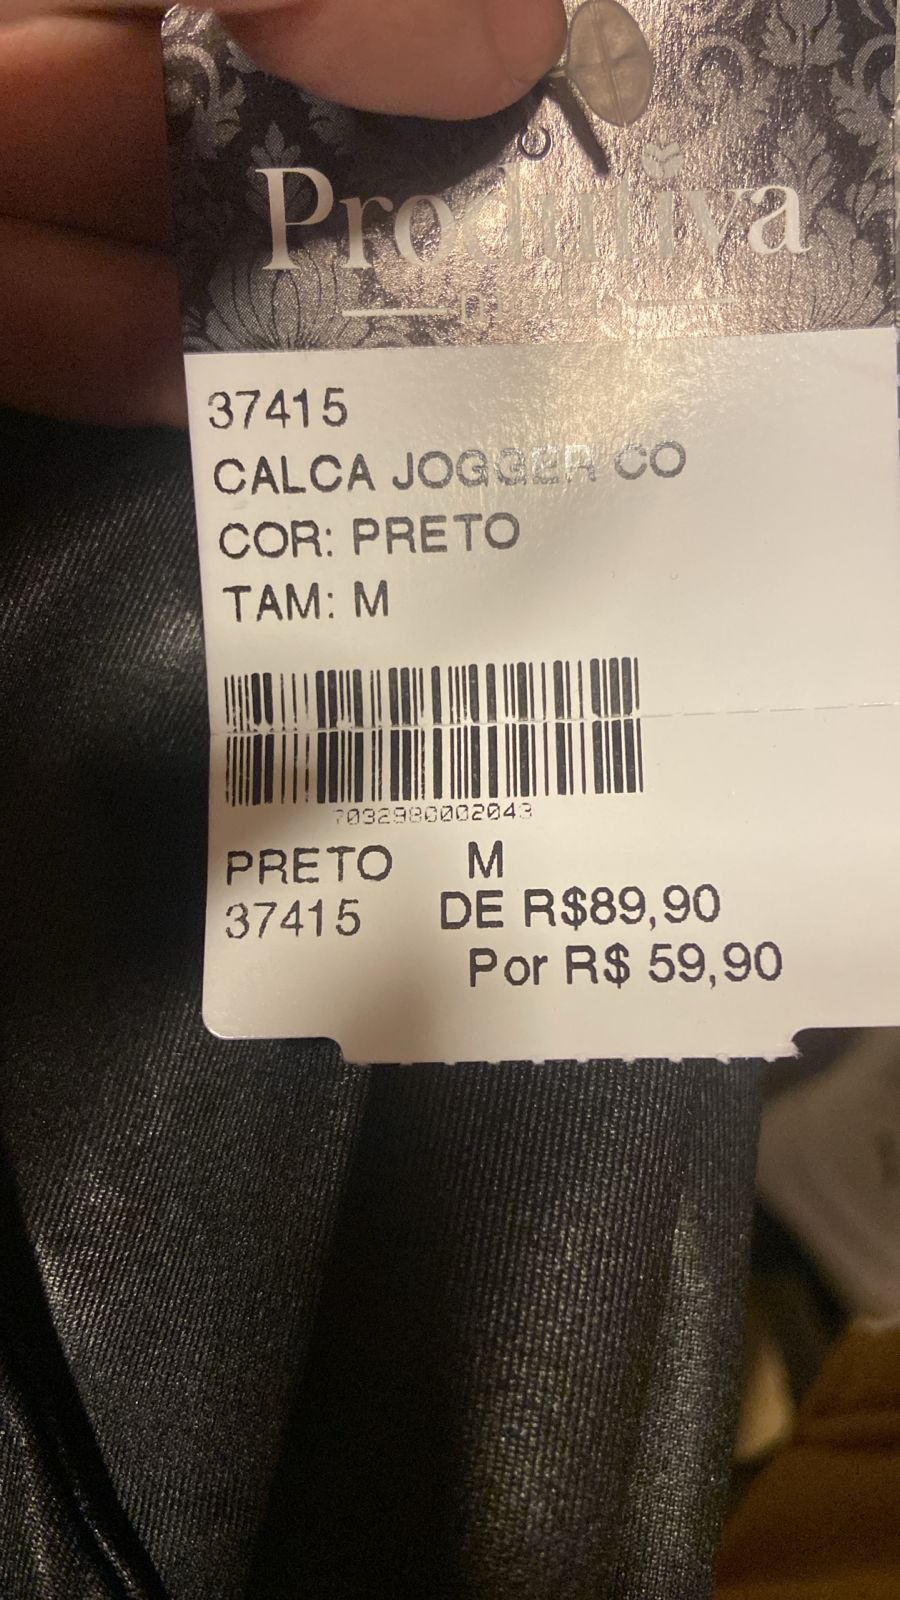 Produtiva
37415
CALCA JOGGER CO
COR: PRETO
TAM: M
7032980002043
PRETO M
37415 DE R$89,90
Por R$ 59,90